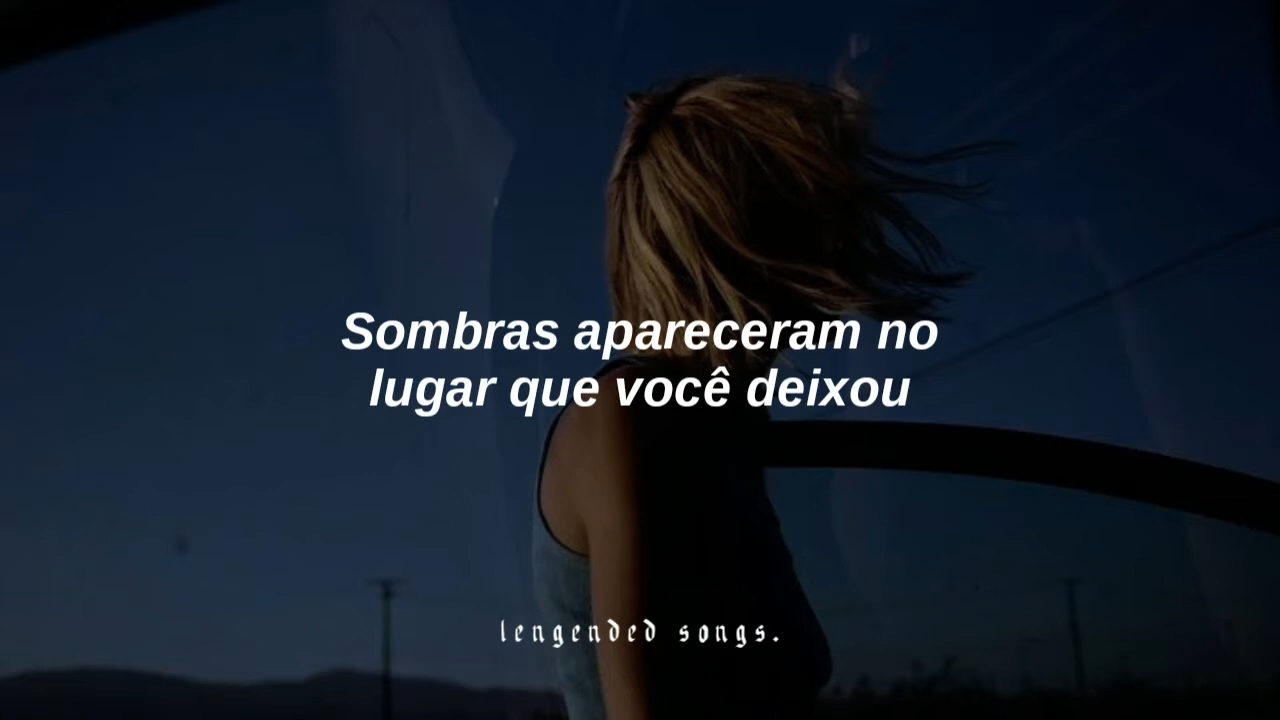 Sombras apareceram no
lugar que você deixou
lengended songs.